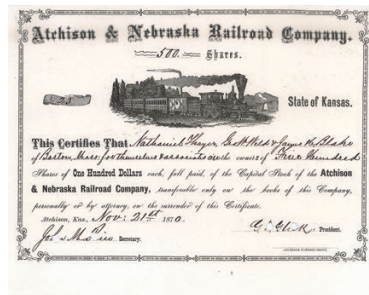 Atchison & Nebraska Railroad Company.
500 Shares.
State of Kansas.
This Certifies That Nathaniel Thayer, Geo W Weld & James H. Blake
of Boston, Mass. for themselves & associates are the owners of Five Hundred
Shares of One Hundred Dollars each, full paid, of the Capital Stock of the Atchison
& Nebraska Railroad Company, transferable only on the books of this Company,
personally or by attorney, on the surrender of this Certificate.
Atchison, Kan., Nov: 21st 1870.
Secretary.
President.